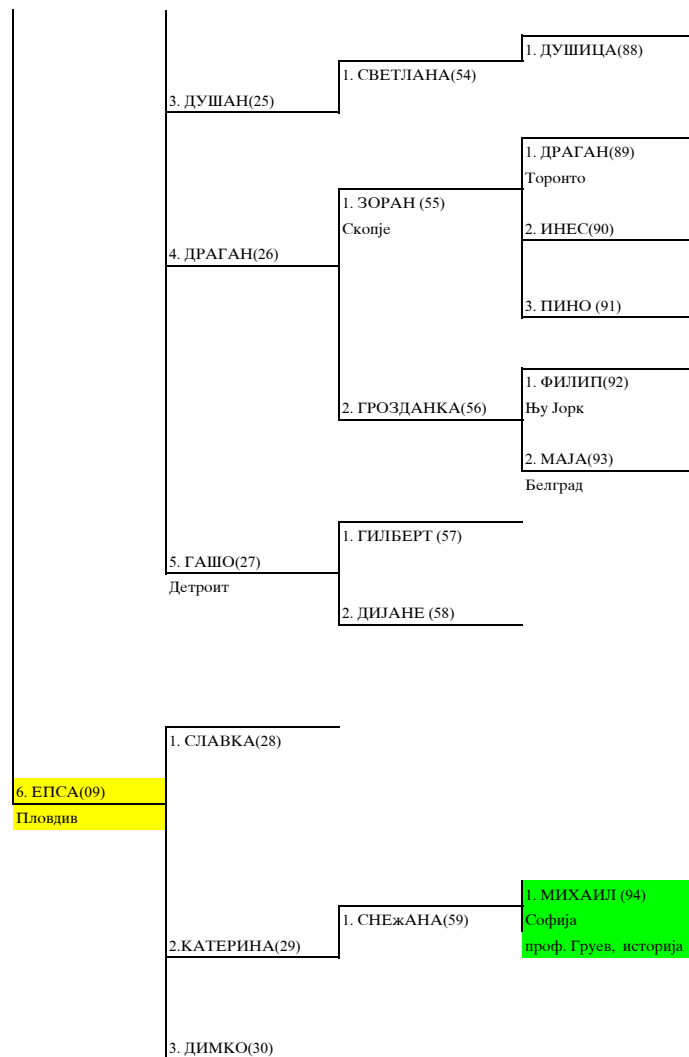 1. ДУШИЦА(88)
1. СВЕТЛАНА(54)
3. ДУШАН(25)
1. ДРАГАН(89)
Торонто
1. ЗОРАН (55)
Скопје
2. ИНЕС(90)
4. ДРАГАН(26)
3. ПИНО (91)
1. ФИЛИП(92)
2. ГРОЗДАНКА(56)
Њу Јорк
2. МАЈА(93)
Белград
1. ГИЛБЕРТ (57)
5. ГАШО(27)
Детроит
2. ДИЈАНЕ (58)
1. СЛАВКА(28)
6. ЕПСА(09)
Пловдив
1. МИХАИЛ (94)
1. СНЕжАНА(59)
Софија
2.КАТЕРИНА(29)
проф. Груев, историја
3. ДИМКО(30)